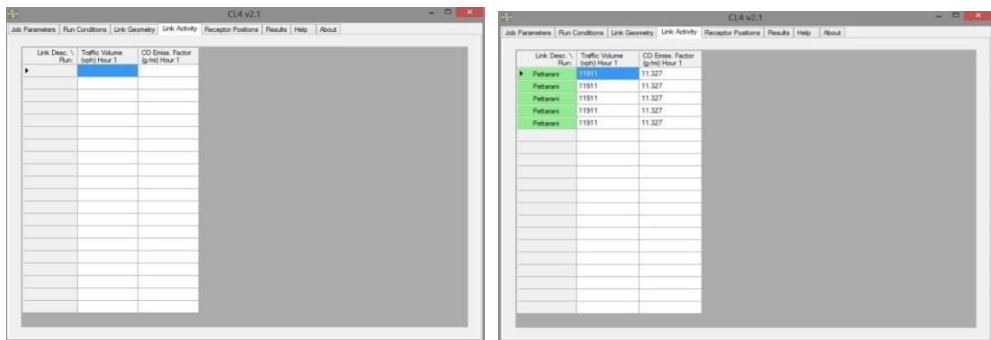 CL4 v2.1
Job Parameters Run Conditions Link Geometry Link Activity Receptor Positions Results Help About
Link Desc. \ Traffic Volume CO Emiss. Factor
Run: (vph) Hour 1 (g/mi) Hour 1
CL4 v2.1
Job Parameters Run Conditions Link Geometry Link Activity Receptor Positions Results Help About
Link Desc. \ Traffic Volume CO Emiss. Factor
Run: (vph) Hour 1 (g/mi) Hour 1
Pettarani 11911 11.327
Pettarani 11911 11.327
Pettarani 11911 11.327
Pettarani 11911 11.327
Pettarani 11911 11.327